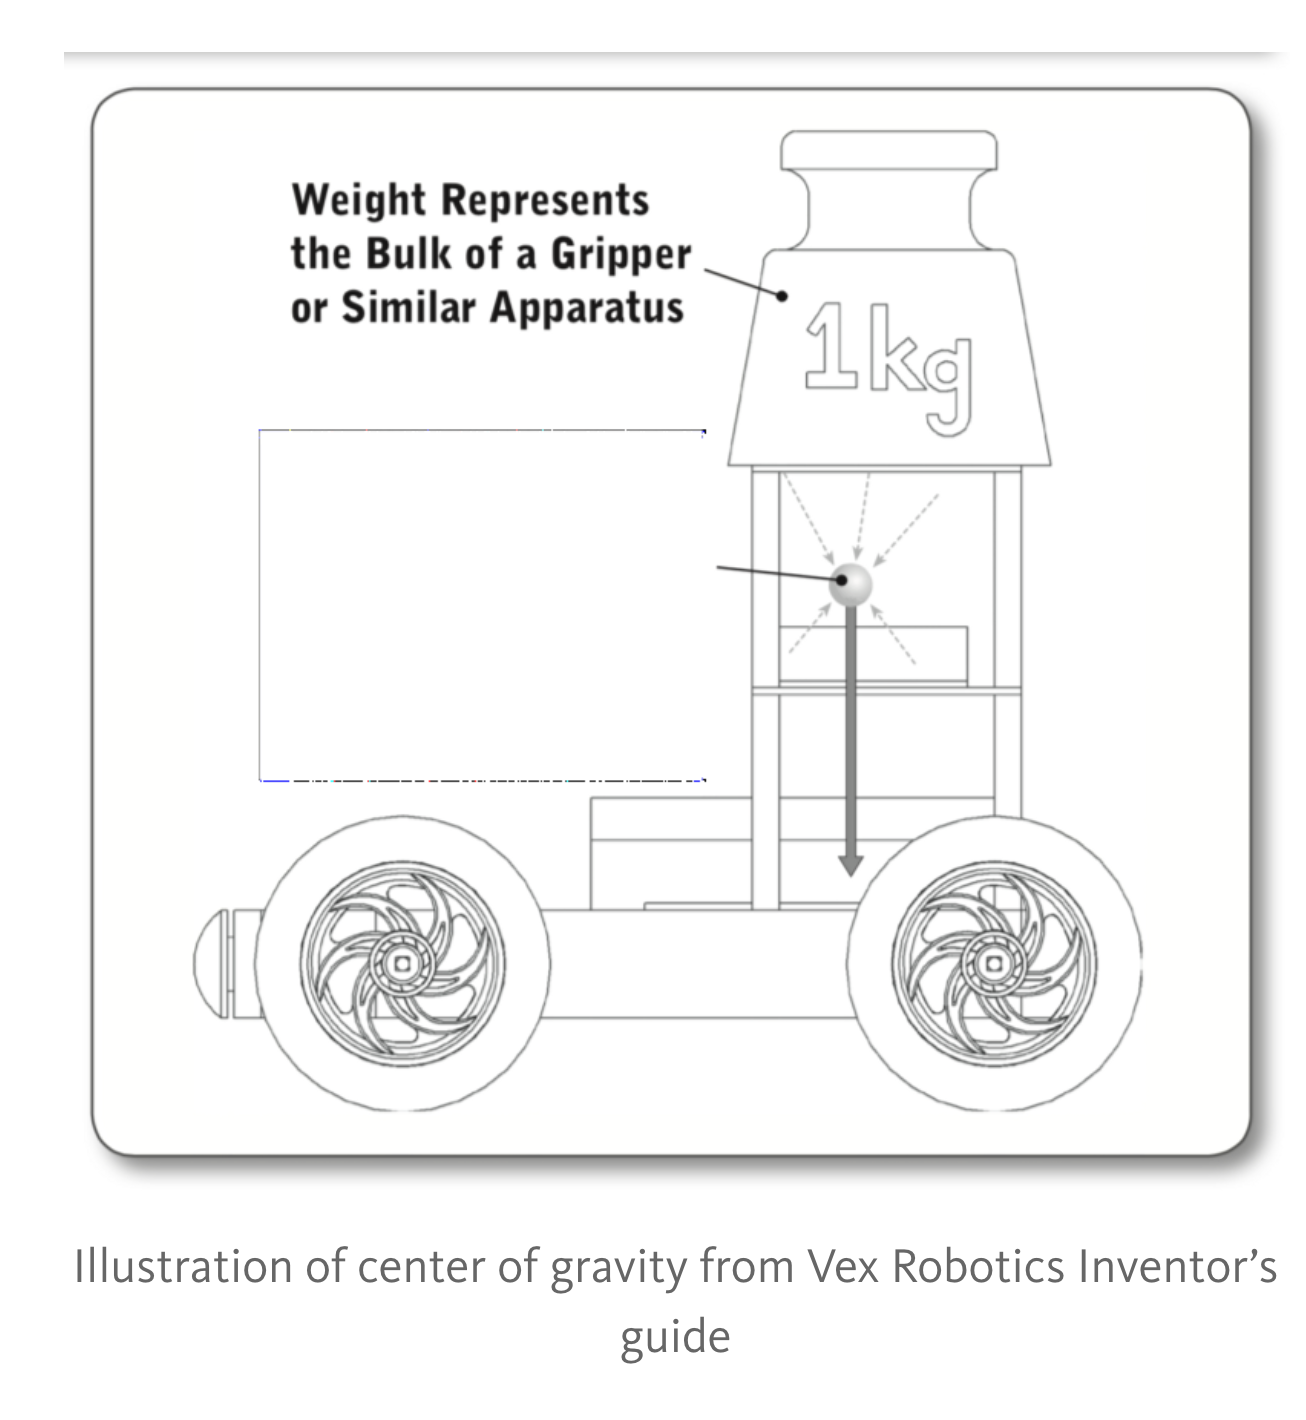 Weight Represents
the Bulk of a Gripper
or Similar Apparatus
1kg
Illustration of center of gravity from Vex Robotics Inventor’s
guide